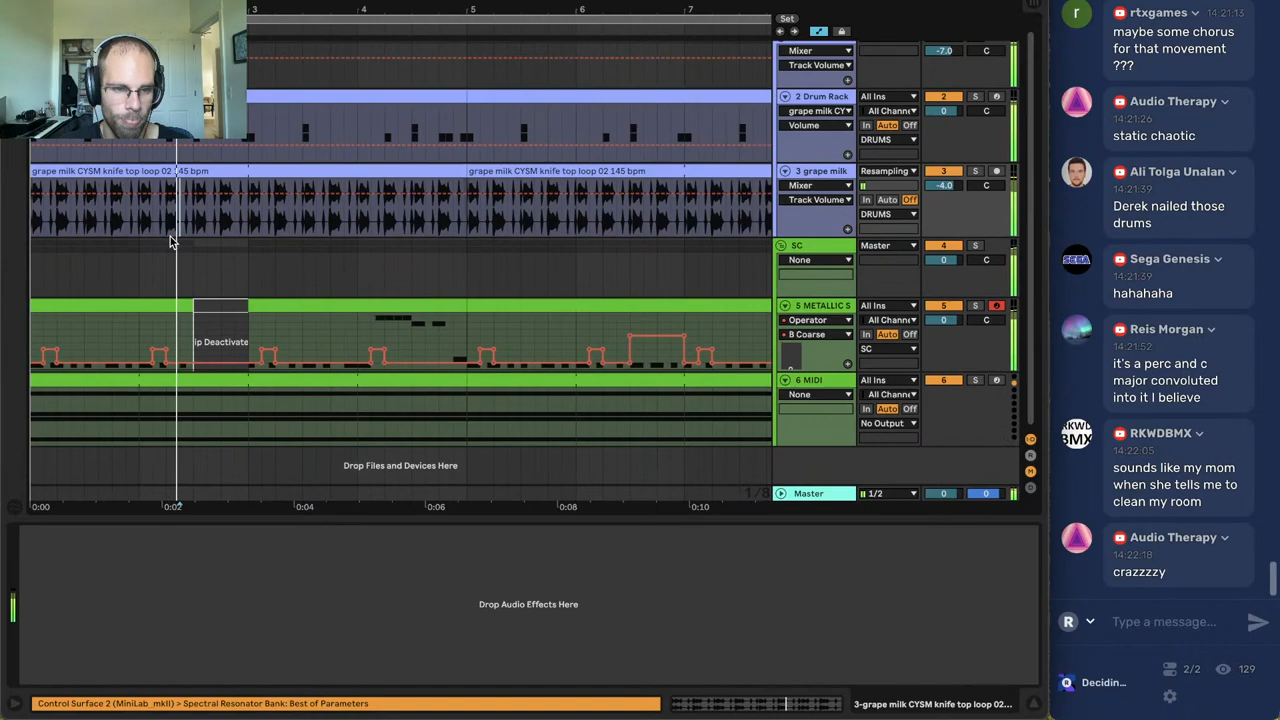 3
4
5
Set
Mixer
-7.0
C
Track Volume
2 Drum Rack
All Ins
2
S
grape milk CY
All Chann
0
C
Volume
In Auto Off
DRUMS
grape milk CYSM knife top loop 02 145 bpm
grape milk CYSM knife top loop 02 145 bpm
3 grape milk
Resampling
3
S
Mixer
-4.0
C
Track Volume
In Auto Off
DRUMS
SC
Master
4
S
None
0
C
5 METALLIC S
All Ins
5
S
Operator
All Chann
0
C
B Coarse
In Auto Off
SC
ip Deactivate
6 MIDI
All Ins
6
S
None
All Chann
In Auto Off
No Output
Drop Files and Devices Here
1/8
Master
1/2
0
0
0:00
0:02
0:04
0:06
0:08
0:10
Drop Audio Effects Here
Control Surface 2 (MiniLab_mkII) > Spectral Resonator Bank: Best of Parameters
3-grape milk CYSM knife top loop 02...
r
rtxgames
14:21:13
maybe some chorus
for that movement
???
Audio Therapy
14:21:26
static chaotic
Ali Tolga Unalan
14:21:39
Derek nailed those
drums
SEGA
Sega Genesis
14:21:39
hahahaha
Reis Morgan
14:21:52
it's a perc and c
major convoluted
into it I believe
RKWD
BMX
RKWDBMX
14:22:05
sounds like my mom
when she tells me to
clean my room
Audio Therapy
14:22:18
crazzzzy
R
Type a message...
2/2
129
Decidin...